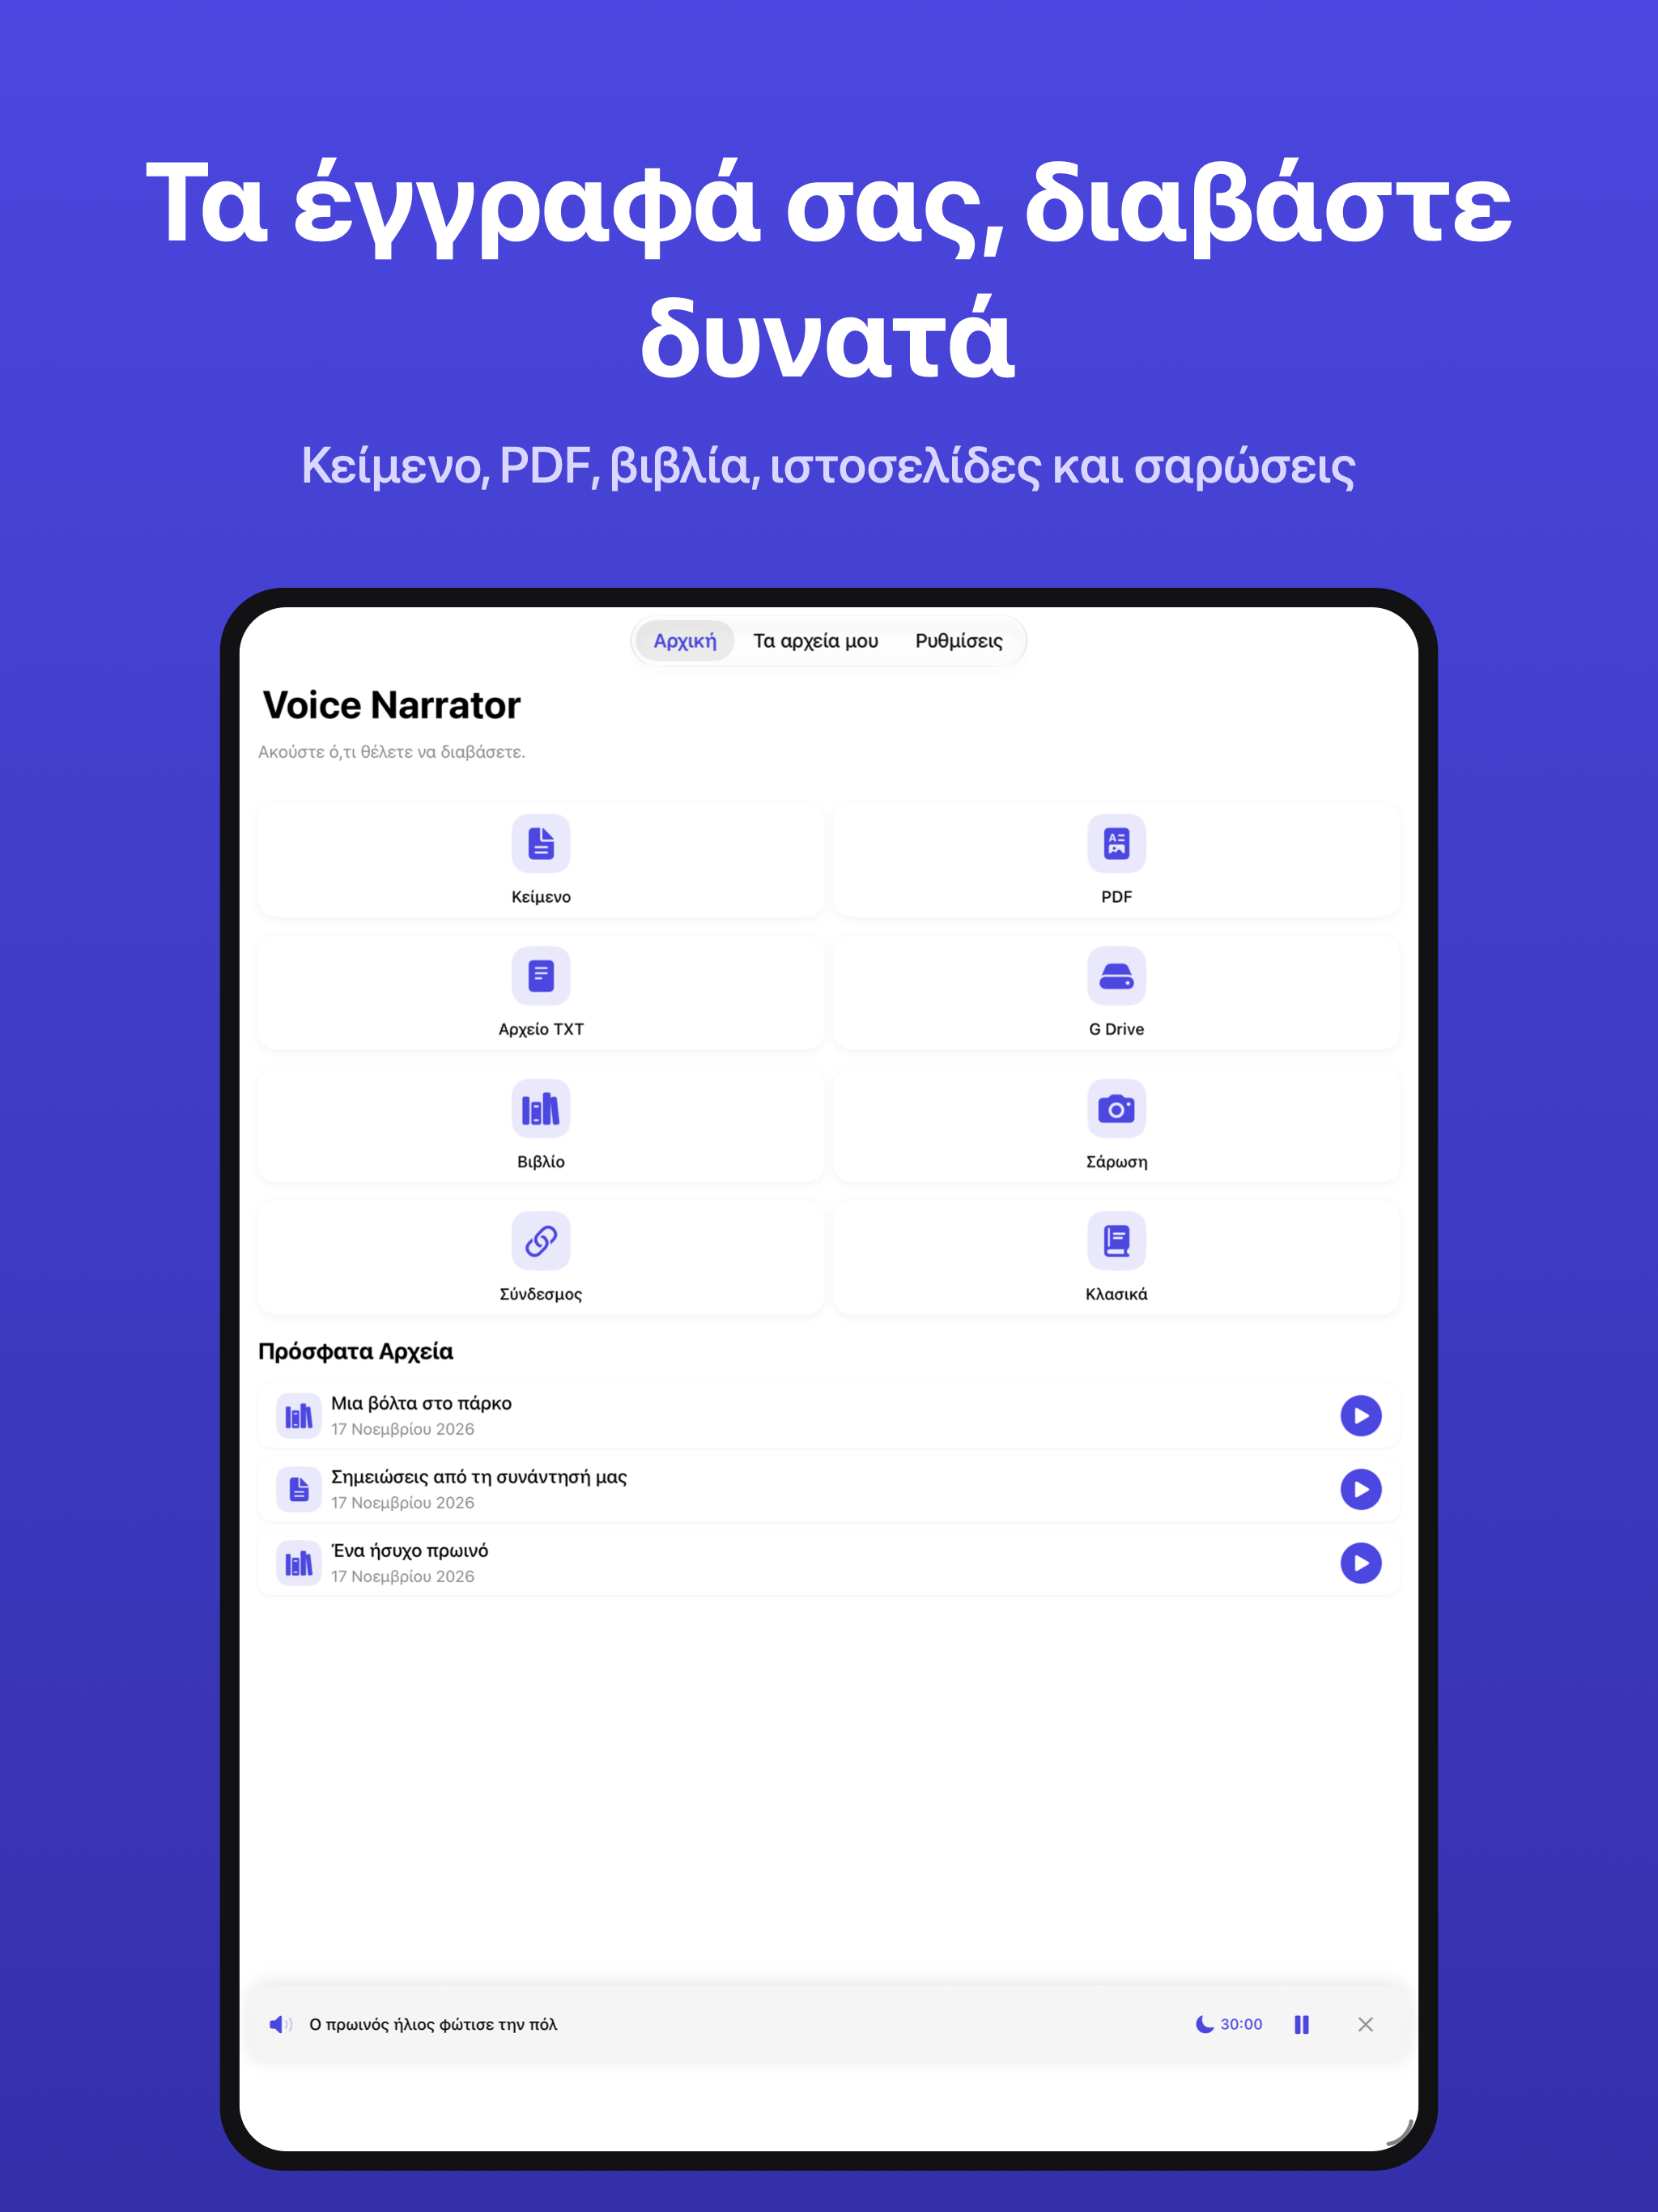 Τα έγγραφά σας, διαβάστε
δυνατά
Κείμενο, PDF, βιβλία, ιστοσελίδες και σαρώσεις
Αρχική Τα αρχεία μου Ρυθμίσεις
Voice Narrator
Ακούστε ό,τι θέλετε να διαβάσετε.
Κείμενο
PDF
Αρχείο TXT
G Drive
Βιβλίο
Σάρωση
Σύνδεσμος
Κλασικά
Πρόσφατα Αρχεία
Μια βόλτα στο πάρκο
17 Νοεμβρίου 2026
Σημειώσεις από τη συνάντησή μας
17 Νοεμβρίου 2026
Ένα ήσυχο πρωινό
17 Νοεμβρίου 2026
Ο πρωινός ήλιος φώτισε την πόλ 30:00